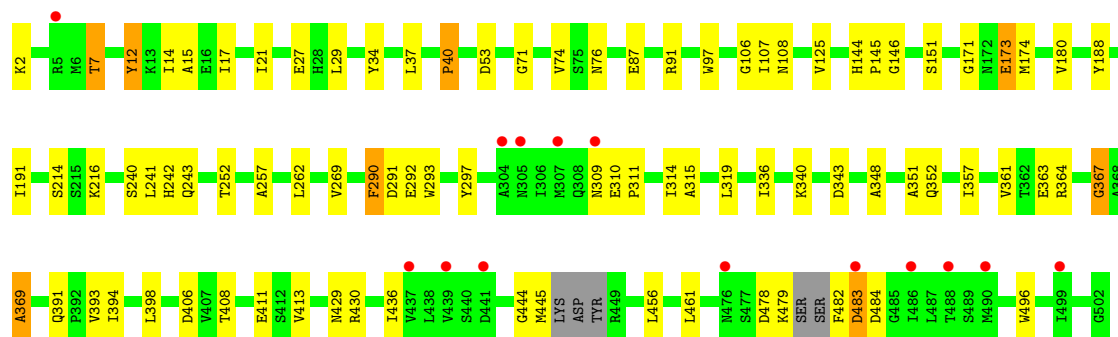 K2 R5 M6 T7 Y12 K13 I14 A15 E16 I17 I21 E27 H28 L29 Y34 L37 P40 D53 G71 V74 S75 N76 E87 R91 W97 G106 I107 N108 V125 H144 P145 G146 S151 G171 N172 E173 M174 V180 Y188
I191 S214 S215 K216 S240 L241 H242 Q243 T252 A257 L262 V269 F290 D291 E292 W293 Y297 A304 N305 I306 M307 Q308 N309 E310 P311 I314 A315 L319 I336 K340 D343 A348 A351 Q352 I357 V361 T362 E363 R364 G367 A368
A369 Q391 P392 V393 I394 L398 D406 V407 T408 E411 S412 V413 N429 R430 I436 V437 L438 V439 S440 D441 G444 M445 LYS ASP TYR R449 L456 L461 N476 S477 D478 K479 SER SER F482 D483 D484 G485 I486 L487 T488 S489 M490 W496 I499 G502